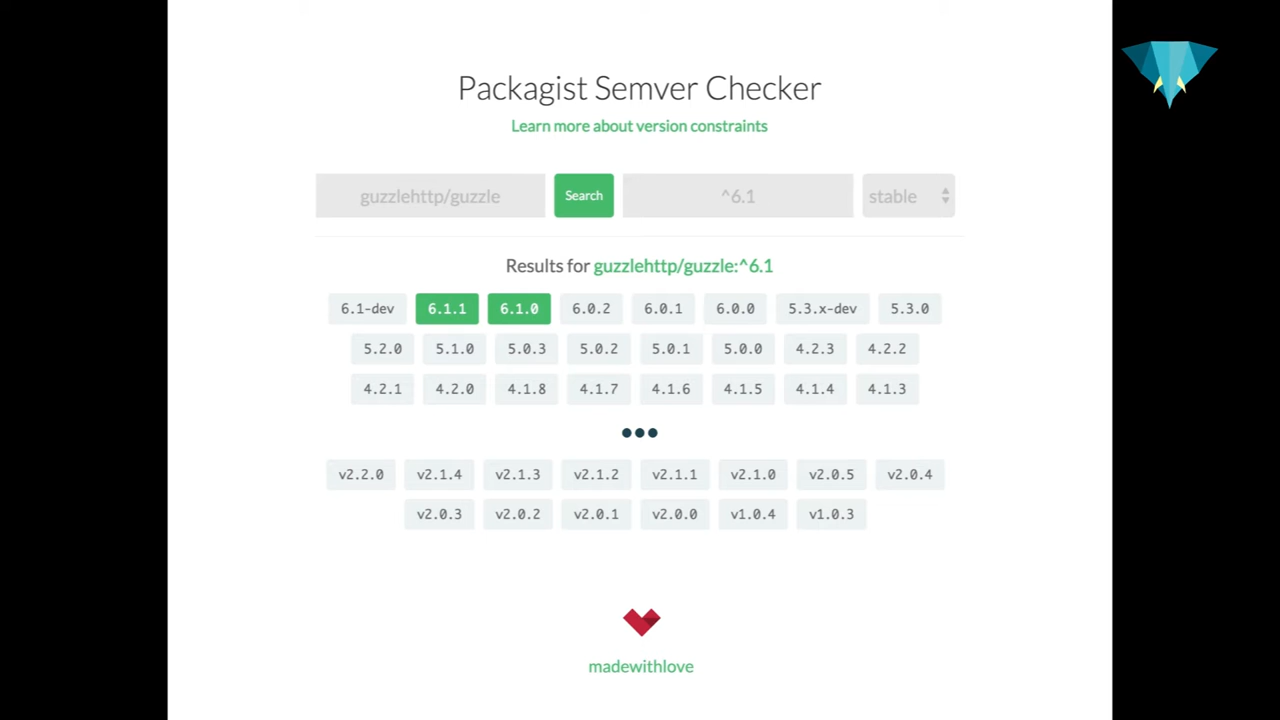 Packagist Semver Checker
Learn more about version constraints
guzzlehttp/guzzle Search ^6.1 stable
Results for guzzlehttp/guzzle:^6.1
6.1-dev 6.1.1 6.1.0 6.0.2 6.0.1 6.0.0 5.3.x-dev 5.3.0
5.2.0 5.1.0 5.0.3 5.0.2 5.0.1 5.0.0 4.2.3 4.2.2
4.2.1 4.2.0 4.1.8 4.1.7 4.1.6 4.1.5 4.1.4 4.1.3
•••
v2.2.0 v2.1.4 v2.1.3 v2.1.2 v2.1.1 v2.1.0 v2.0.5 v2.0.4
v2.0.3 v2.0.2 v2.0.1 v2.0.0 v1.0.4 v1.0.3
madewithlove